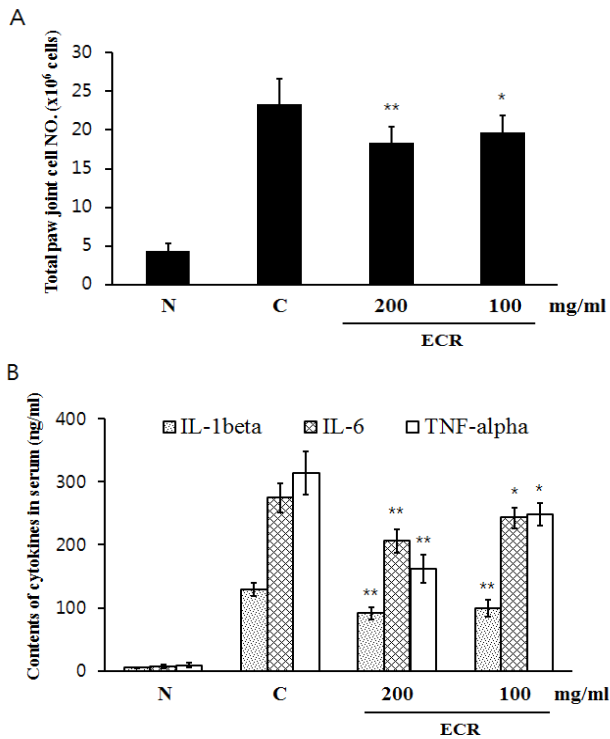 A
Total paw joint cell NO. (x10⁶ cells)
30
25
20
15
10
5
0
** *
N C 200 100 mg/ml
ECR
B
Contents of cytokines in serum (ng/ml)
400
300
200
100
0
IL-1beta IL-6 TNF-alpha
** ** ** ** * *
N C 200 100 mg/ml
ECR